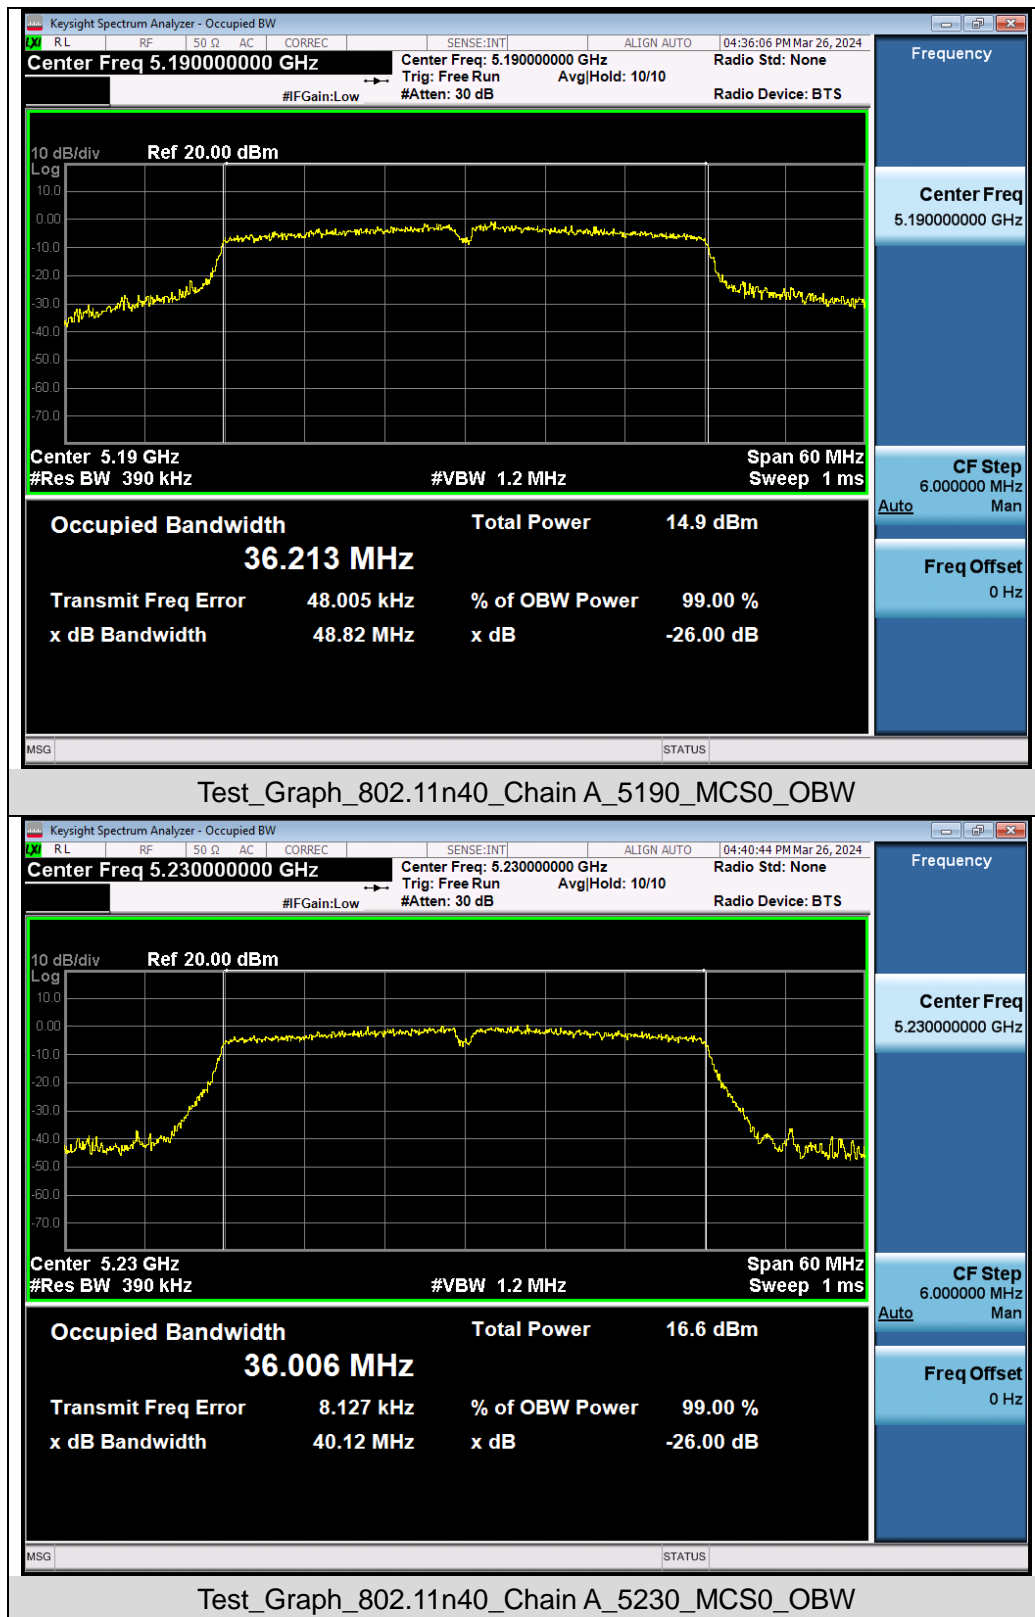 Keysight Spectrum Analyzer - Occupied BW
LXI RL RF 50 Ω AC CORREC SENSE:INT ALIGN AUTO 04:36:06 PM Mar 26, 2024
Center Freq 5.190000000 GHz
Center Freq: 5.190000000 GHz
Radio Std: None
Trig: Free Run Avg|Hold: 10/10
#IFGain:Low #Atten: 30 dB Radio Device: BTS
Frequency
10 dB/div Ref 20.00 dBm
Log
10.0
0.00
-10.0
-20.0
-30.0
-40.0
-50.0
-60.0
-70.0
Center Freq
5.190000000 GHz
Center 5.19 GHz Span 60 MHz
#Res BW 390 kHz #VBW 1.2 MHz Sweep 1 ms
CF Step
6.000000 MHz
Auto Man
Occupied Bandwidth Total Power 14.9 dBm
36.213 MHz
Transmit Freq Error 48.005 kHz % of OBW Power 99.00 %
x dB Bandwidth 48.82 MHz x dB -26.00 dB
Freq Offset
0 Hz
MSG STATUS
Test_Graph_802.11n40_Chain A_5190_MCS0_OBW
Keysight Spectrum Analyzer - Occupied BW
LXI RL RF 50 Ω AC CORREC SENSE:INT ALIGN AUTO 04:40:44 PM Mar 26, 2024
Center Freq 5.230000000 GHz
Center Freq: 5.230000000 GHz
Radio Std: None
Trig: Free Run Avg|Hold: 10/10
#IFGain:Low #Atten: 30 dB Radio Device: BTS
Frequency
10 dB/div Ref 20.00 dBm
Log
10.0
0.00
-10.0
-20.0
-30.0
-40.0
-50.0
-60.0
-70.0
Center Freq
5.230000000 GHz
Center 5.23 GHz Span 60 MHz
#Res BW 390 kHz #VBW 1.2 MHz Sweep 1 ms
CF Step
6.000000 MHz
Auto Man
Occupied Bandwidth Total Power 16.6 dBm
36.006 MHz
Transmit Freq Error 8.127 kHz % of OBW Power 99.00 %
x dB Bandwidth 40.12 MHz x dB -26.00 dB
Freq Offset
0 Hz
MSG STATUS
Test_Graph_802.11n40_Chain A_5230_MCS0_OBW